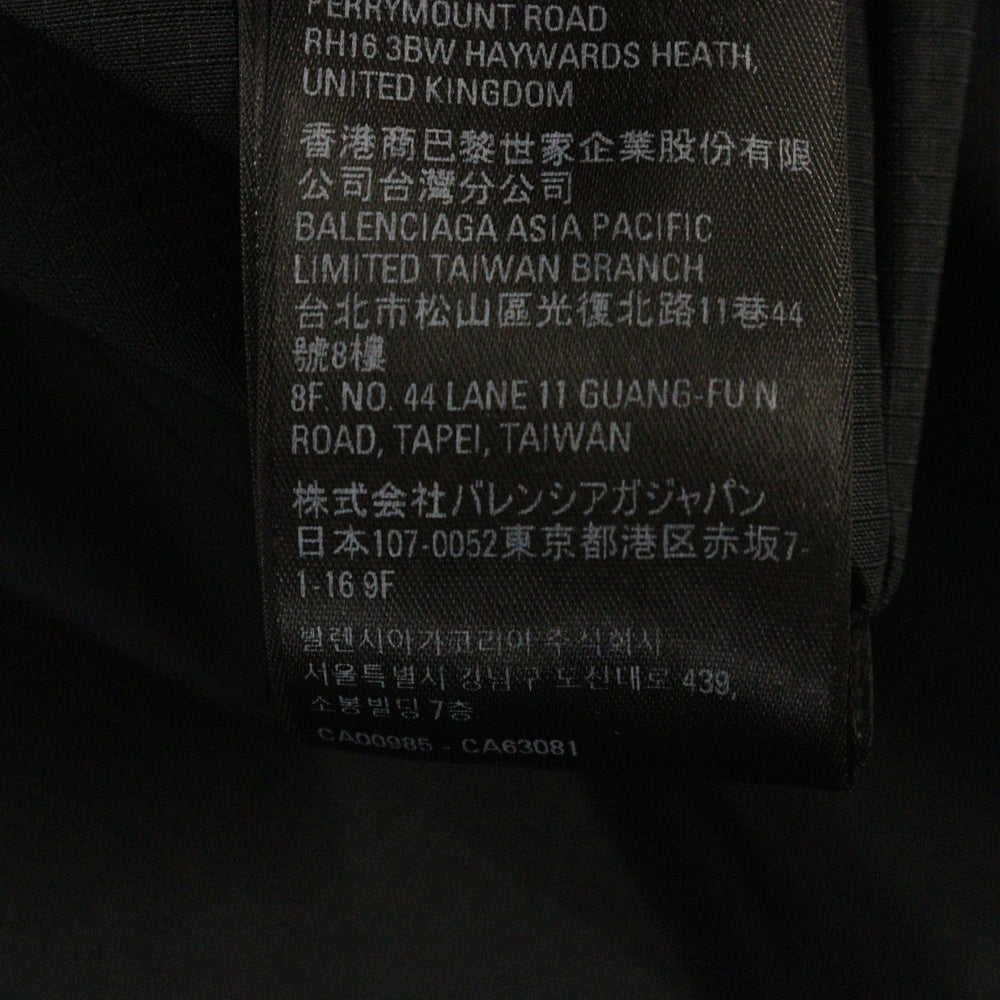 PERRYMOUNT ROAD
RH16 3BW HAYWARDS HEATH,
UNITED KINGDOM
香港商巴黎世家企業股份有限
公司台灣分公司
BALENCIAGA ASIA PACIFIC
LIMITED TAIWAN BRANCH
台北市松山區光復北路11巷44
號8樓
8F. NO. 44 LANE 11 GUANG-FU N
ROAD, TAPEI, TAIWAN
株式会社バレンシアガジャパン
日本107-0052東京都港区赤坂7-
1-16 9F
발렌시아가코리아 주식회사
서울특별시 강남구 도산대로 439,
소봉빌딩 7층
CA00985 - CA63081